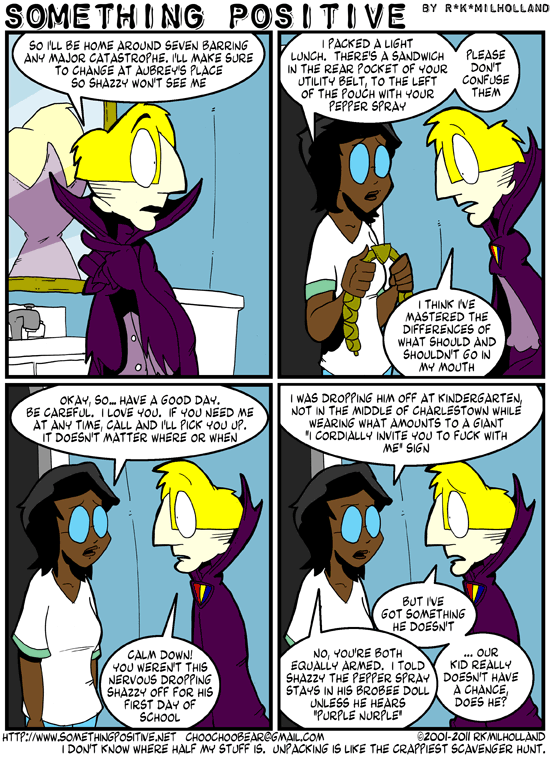 SOMETHING POSITIVE BY R*K*MILHOLLAND
SO I'LL BE HOME AROUND SEVEN BARRING
ANY MAJOR CATASTROPHE. I'LL MAKE SURE
TO CHANGE AT AUBREY'S PLACE
SO SHAZZY WON'T SEE ME
I PACKED A LIGHT
LUNCH. THERE'S A SANDWICH
IN THE REAR POCKET OF YOUR
UTILITY BELT, TO THE LEFT
OF THE POUCH WITH YOUR
PEPPER SPRAY
PLEASE
DON'T
CONFUSE
THEM
I THINK I'VE
MASTERED THE
DIFFERENCES OF
WHAT SHOULD AND
SHOULDN'T GO IN
MY MOUTH
OKAY, SO... HAVE A GOOD DAY.
BE CAREFUL. I LOVE YOU. IF YOU NEED ME
AT ANY TIME, CALL AND I'LL PICK YOU UP.
IT DOESN'T MATTER WHERE OR WHEN
CALM DOWN!
YOU WEREN'T THIS
NERVOUS DROPPING
SHAZZY OFF FOR HIS
FIRST DAY OF
SCHOOL
I WAS DROPPING HIM OFF AT KINDERGARTEN,
NOT IN THE MIDDLE OF CHARLESTOWN WHILE
WEARING WHAT AMOUNTS TO A GIANT
"I CORDIALLY INVITE YOU TO FUCK WITH
ME" SIGN
BUT I'VE
GOT SOMETHING
HE DOESN'T
NO, YOU'RE BOTH
EQUALLY ARMED. I TOLD
SHAZZY THE PEPPER SPRAY
STAYS IN HIS BROBEE DOLL
UNLESS HE HEARS
"PURPLE NURPLE"
... OUR
KID REALLY
DOESN'T HAVE
A CHANCE,
DOES HE?
HTTP://WWW.SOMETHINGPOSITIVE.NET CHOOCHOOBEAR@GMAIL.COM ©2001-2011 RKMILHOLLAND
I DON'T KNOW WHERE HALF MY STUFF IS. UNPACKING IS LIKE THE CRAPPIEST SCAVENGER HUNT.